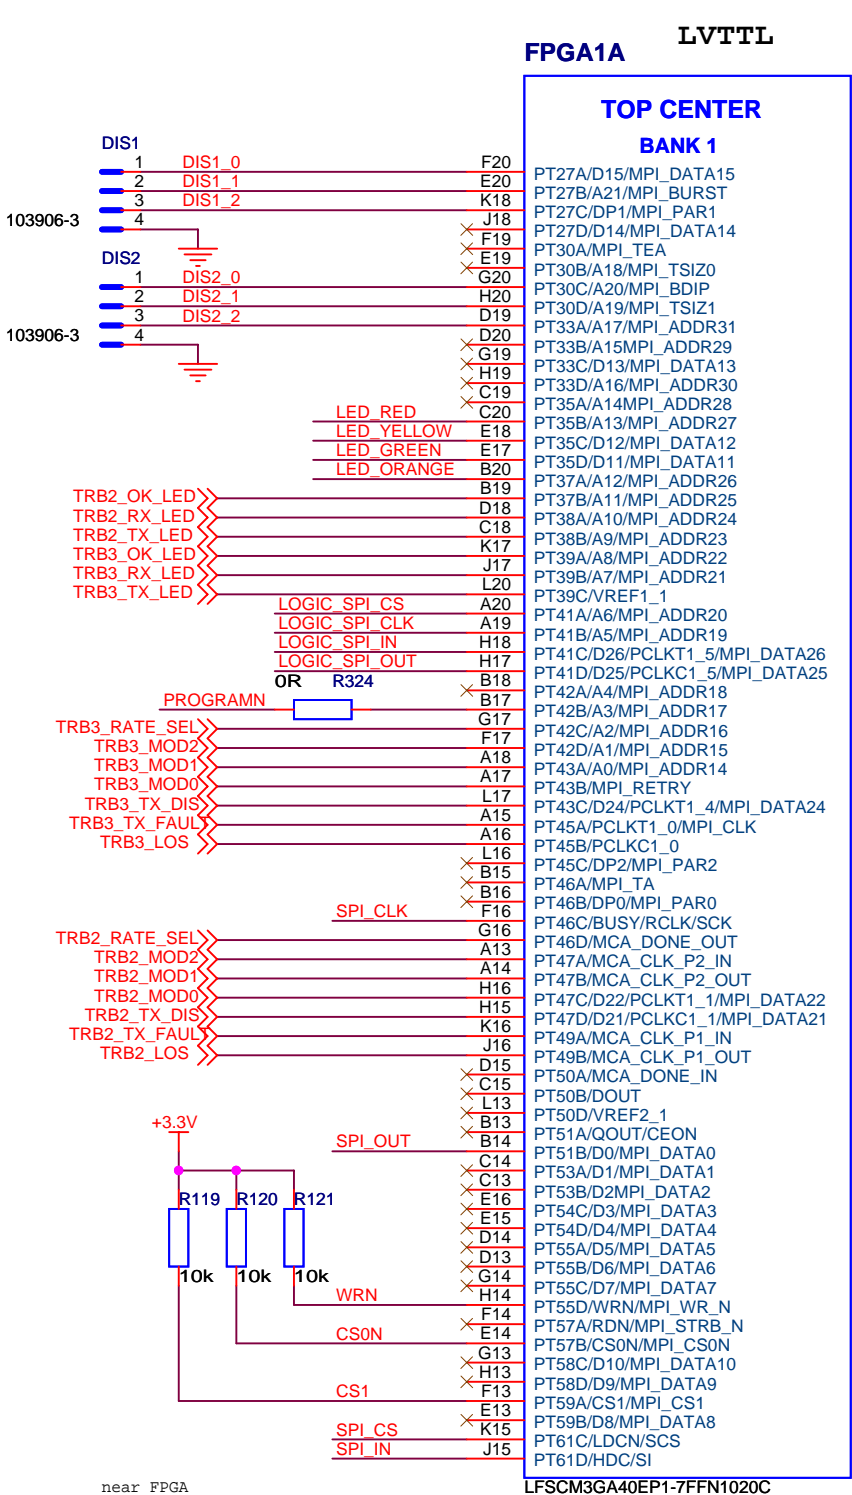 LVTTL
FPGA1A
TOP CENTER
BANK 1
DIS1
1 DIS1_0 F20 PT27A/D15/MPI_DATA15
2 DIS1_1 E20 PT27B/A21/MPI_BURST
3 DIS1_2 K18 PT27C/DP1/MPI_PAR1
103906-3 4 J18 PT27D/D14/MPI_DATA14
F19 PT30A/MPI_TEA
DIS2 E19 PT30B/A18/MPI_TSIZ0
1 DIS2_0 G20 PT30C/A20/MPI_BDIP
2 DIS2_1 H20 PT30D/A19/MPI_TSIZ1
3 DIS2_2 D19 PT33A/A17/MPI_ADDR31
103906-3 4 D20 PT33B/A15MPI_ADDR29
G19 PT33C/D13/MPI_DATA13
H19 PT33D/A16/MPI_ADDR30
C19 PT35A/A14MPI_ADDR28
LED_RED C20 PT35B/A13/MPI_ADDR27
LED_YELLOW E18 PT35C/D12/MPI_DATA12
LED_GREEN E17 PT35D/D11/MPI_DATA11
LED_ORANGE B20 PT37A/A12/MPI_ADDR26
TRB2_OK_LED B19 PT37B/A11/MPI_ADDR25
TRB2_RX_LED D18 PT38A/A10/MPI_ADDR24
TRB2_TX_LED C18 PT38B/A9/MPI_ADDR23
TRB3_OK_LED K17 PT39A/A8/MPI_ADDR22
TRB3_RX_LED J17 PT39B/A7/MPI_ADDR21
TRB3_TX_LED L20 PT39C/VREF1_1
LOGIC_SPI_CS A20 PT41A/A6/MPI_ADDR20
LOGIC_SPI_CLK A19 PT41B/A5/MPI_ADDR19
LOGIC_SPI_IN H18 PT41C/D26/PCLKT1_5/MPI_DATA26
LOGIC_SPI_OUT H17 PT41D/D25/PCLKC1_5/MPI_DATA25
0R R324 B18 PT42A/A4/MPI_ADDR18
PROGRAMN B17 PT42B/A3/MPI_ADDR17
TRB3_RATE_SEL G17 PT42C/A2/MPI_ADDR16
TRB3_MOD2 F17 PT42D/A1/MPI_ADDR15
TRB3_MOD1 A18 PT43A/A0/MPI_ADDR14
TRB3_MOD0 A17 PT43B/MPI_RETRY
TRB3_TX_DIS L17 PT43C/D24/PCLKT1_4/MPI_DATA24
TRB3_TX_FAULT A15 PT45A/PCLKT1_0/MPI_CLK
TRB3_LOS A16 PT45B/PCLKC1_0
L16 PT45C/DP2/MPI_PAR2
B15 PT46A/MPI_TA
B16 PT46B/DP0/MPI_PAR0
SPI_CLK F16 PT46C/BUSY/RCLK/SCK
TRB2_RATE_SEL G16 PT46D/MCA_DONE_OUT
TRB2_MOD2 A13 PT47A/MCA_CLK_P2_IN
TRB2_MOD1 A14 PT47B/MCA_CLK_P2_OUT
TRB2_MOD0 H16 PT47C/D22/PCLKT1_1/MPI_DATA22
TRB2_TX_DIS H15 PT47D/D21/PCLKC1_1/MPI_DATA21
TRB2_TX_FAULT K16 PT49A/MCA_CLK_P1_IN
TRB2_LOS J16 PT49B/MCA_CLK_P1_OUT
D15 PT50A/MCA_DONE_IN
C15 PT50B/DOUT
L13 PT50D/VREF2_1
+3.3V B13 PT51A/QOUT/CEON
SPI_OUT B14 PT51B/D0/MPI_DATA0
C14 PT53A/D1/MPI_DATA1
C13 PT53B/D2MPI_DATA2
R119 R120 R121 E16 PT54C/D3/MPI_DATA3
E15 PT54D/D4/MPI_DATA4
D14 PT55A/D5/MPI_DATA5
D13 PT55B/D6/MPI_DATA6
10k 10k 10k G14 PT55C/D7/MPI_DATA7
WRN H14 PT55D/WRN/MPI_WR_N
F14 PT57A/RDN/MPI_STRB_N
CS0N E14 PT57B/CS0N/MPI_CS0N
G13 PT58C/D10/MPI_DATA10
H13 PT58D/D9/MPI_DATA9
CS1 F13 PT59A/CS1/MPI_CS1
E13 PT59B/D8/MPI_DATA8
SPI_CS K15 PT61C/LDCN/SCS
SPI_IN J15 PT61D/HDC/SI
near FPGA LFSCM3GA40EP1-7FFN1020C